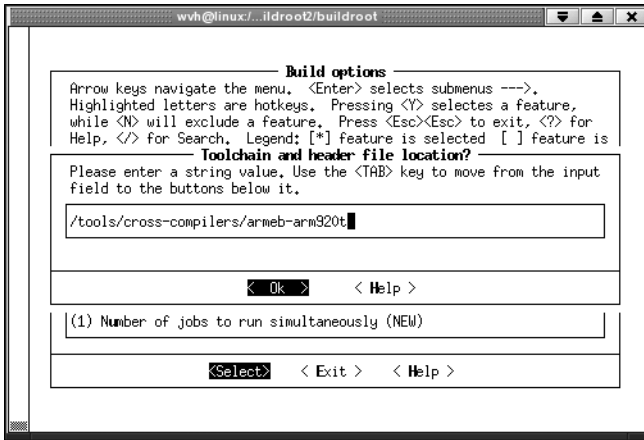 wvh@linux:/...ildroot2/buildroot
Build options
Arrow keys navigate the menu. <Enter> selects submenus --->.
Highlighted letters are hotkeys. Pressing <Y> selectes a feature,
while <N> will exclude a feature. Press <Esc><Esc> to exit, <?> for
Help, </> for Search. Legend: [*] feature is selected [ ] feature is
Toolchain and header file location?
Please enter a string value. Use the <TAB> key to move from the input
field to the buttons below it.
/tools/cross-compilers/armeb-arm920t
< Ok > < Help >
(1) Number of jobs to run simultaneously (NEW)
<Select> < Exit > < Help >